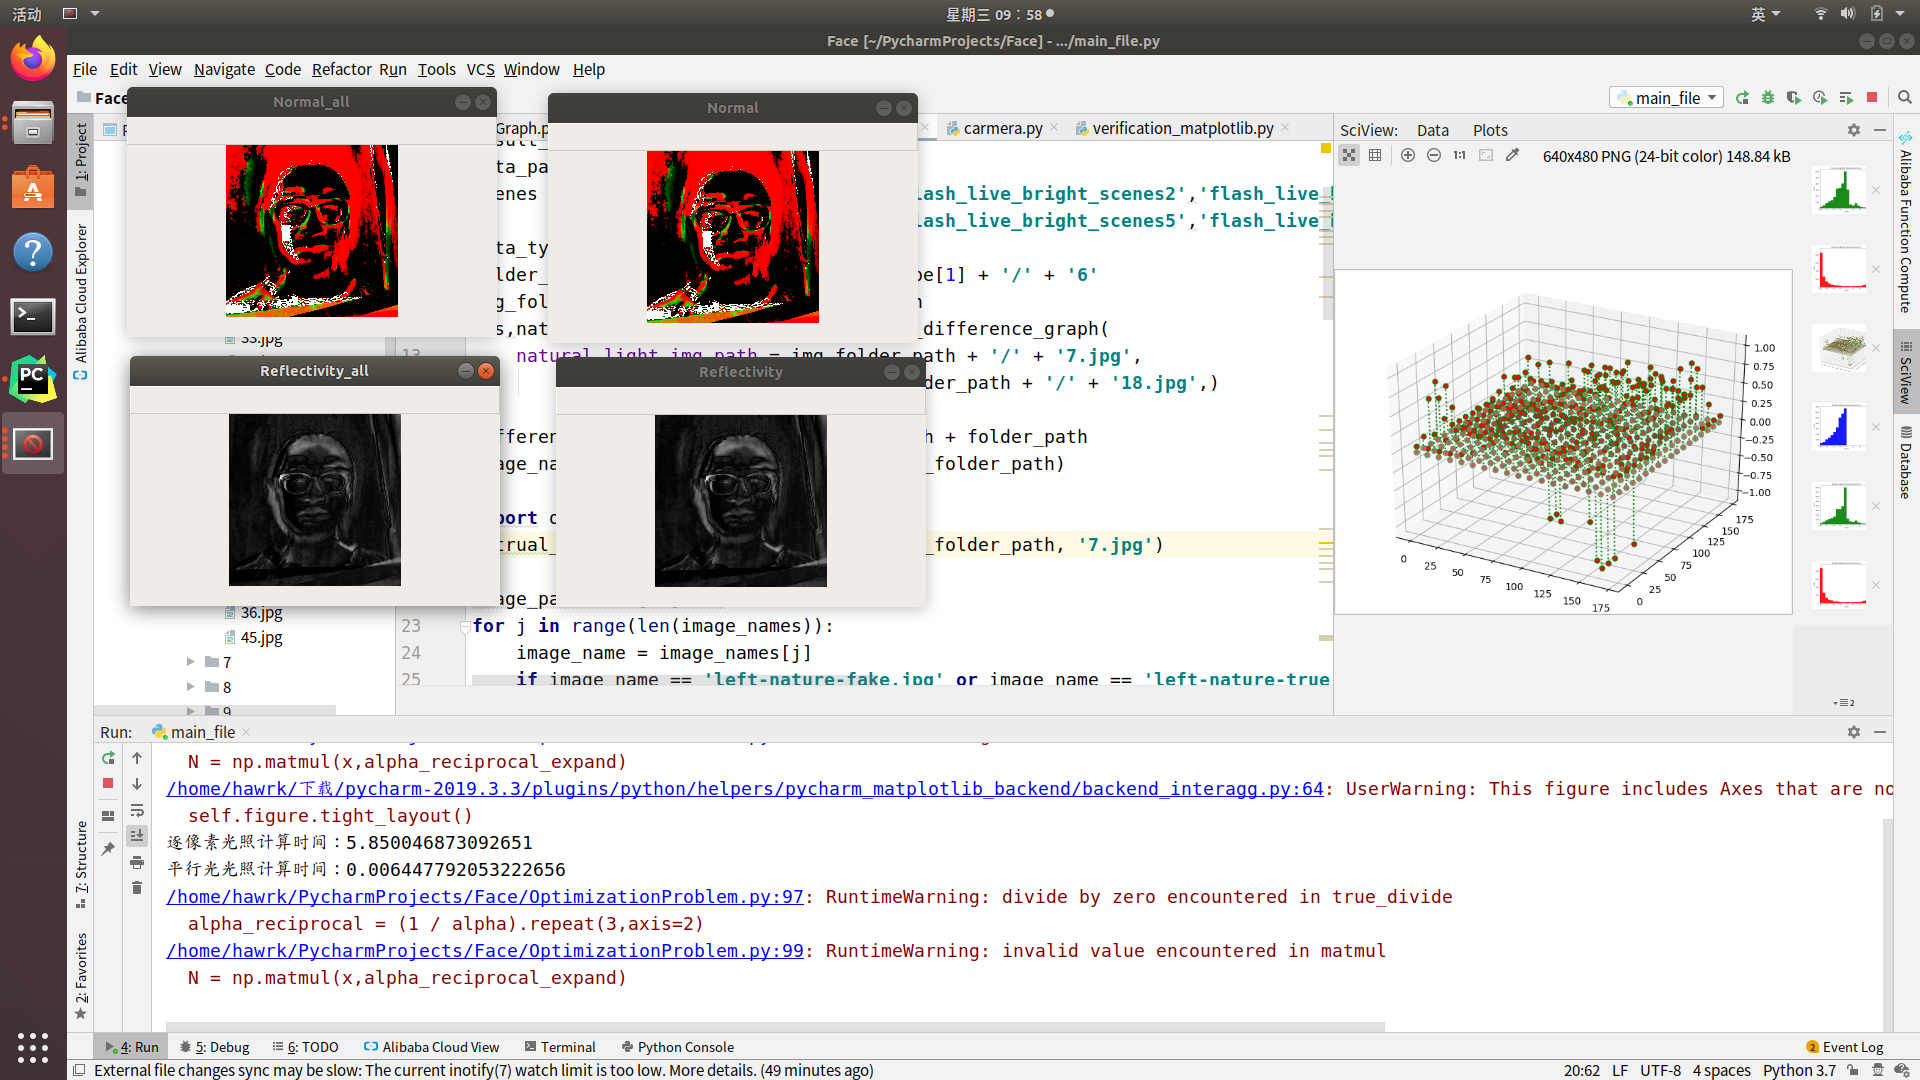 活动
星期三 09：58
英
Face [~/PycharmProjects/Face] - .../main_file.py
File Edit View Navigate Code Refactor Run Tools VCS Window Help
Face
main_file
Normal_all
Normal
Graph.p
carmera.py
verification_matplotlib.py
SciView: Data Plots
1:1
640x480 PNG (24-bit color) 148.84 kB
ta_pa
enes
lash_live_bright_scenes2','flash_live_
lash_live_bright_scenes5','flash_live_
ta_ty
lder_
pe[1] + '/' + '6'
g_fol
s,nat
difference_graph(
33.jpg
13
natural_light_img_path = img_folder_path + '/' + '7.jpg',
der_path + '/' + '18.jpg',)
Reflectivity_all
Reflectivity
fferen
h + folder_path
age_na
_folder_path)
port
trual_
_folder_path, '7.jpg')
age_pa
36.jpg
45.jpg
7
8
9
23 for j in range(len(image_names)):
24 image_name = image_names[j]
25 if image_name == 'left-nature-fake.jpg' or image_name == 'left-nature-true
1.00
0.75
0.50
0.25
0.00
−0.25
−0.50
−0.75
−1.00
0 25 50 75 100 125 150 175
0 25 50 75 100 125 150 175
2
1: Project
Alibaba Cloud Explorer
7: Structure
2: Favorites
Alibaba Function Compute
SciView
Database
Run: main_file
N = np.matmul(x,alpha_reciprocal_expand)
/home/hawrk/下载/pycharm-2019.3.3/plugins/python/helpers/pycharm_matplotlib_backend/backend_interagg.py:64: UserWarning: This figure includes Axes that are no
self.figure.tight_layout()
逐像素光照计算时间：5.850046873092651
平行光光照计算时间：0.006447792053222656
/home/hawrk/PycharmProjects/Face/OptimizationProblem.py:97: RuntimeWarning: divide by zero encountered in true_divide
alpha_reciprocal = (1 / alpha).repeat(3,axis=2)
/home/hawrk/PycharmProjects/Face/OptimizationProblem.py:99: RuntimeWarning: invalid value encountered in matmul
N = np.matmul(x,alpha_reciprocal_expand)
4: Run 5: Debug 6: TODO Alibaba Cloud View Terminal Python Console
2 Event Log
External file changes sync may be slow: The current inotify(7) watch limit is too low. More details. (49 minutes ago)
20:62 LF UTF-8 4 spaces Python 3.7